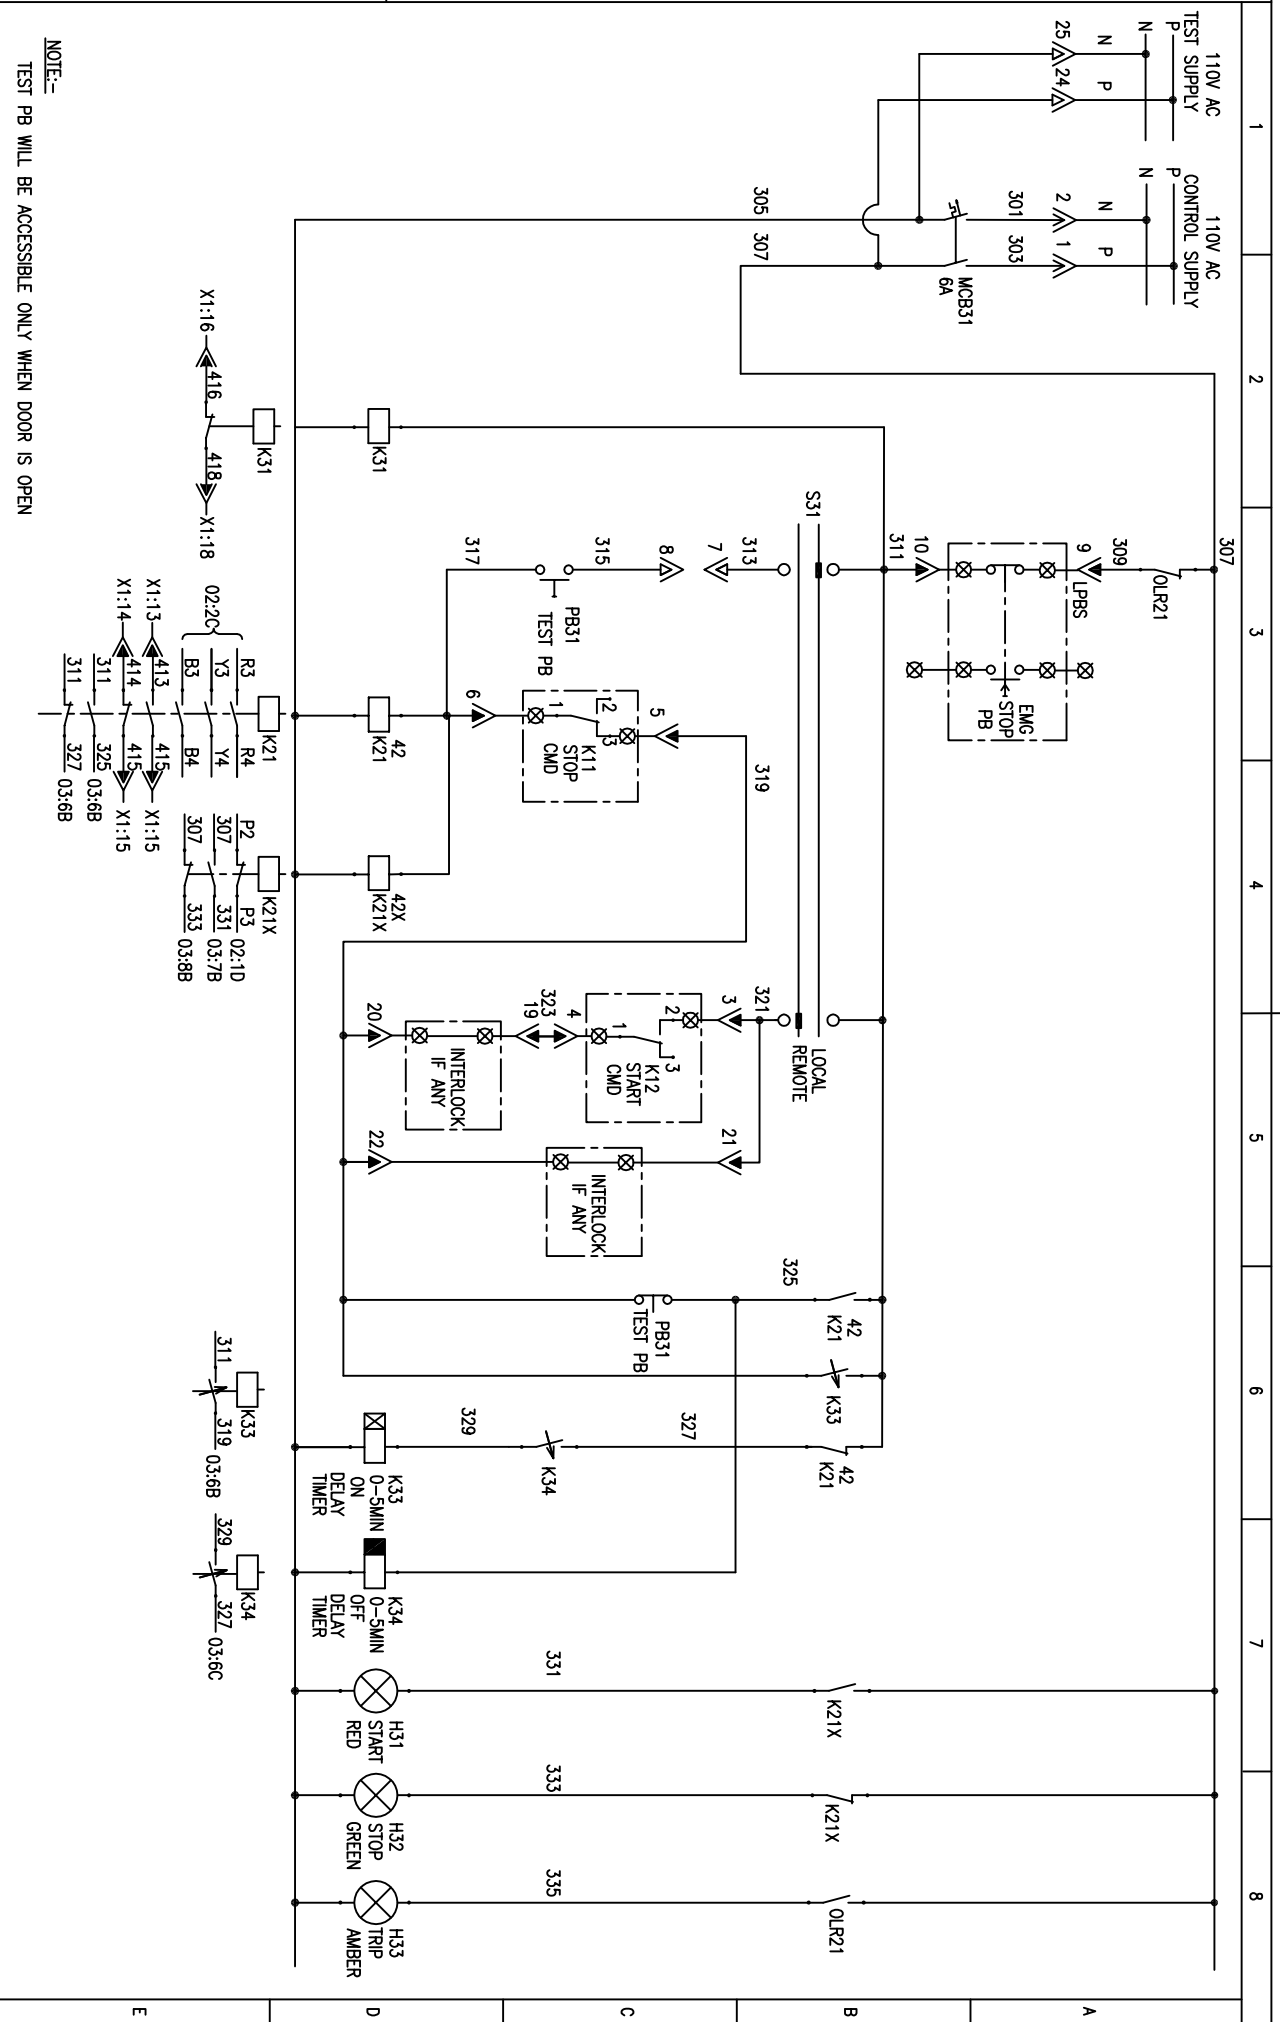 1
2
3
4
5
6
7
8
A
B
C
D
E
110V AC
TEST SUPPLY
P
N
110V AC
CONTROL SUPPLY
P
N
N
P
25
24
N
P
2
1
301
303
MCB31
6A
305
307
307
OLR21
309
9
LPBS
EMG
STOP
PB
10
311
S31
LOCAL
REMOTE
313
7
8
315
PB31
TEST PB
317
K31
5
319
K11
STOP
CMD
1
2
3
6
42
K21
42X
K21X
321
3
K12
START
CMD
2
1
3
4
323
19
INTERLOCK
IF ANY
20
21
INTERLOCK
IF ANY
22
42
K21
325
PB31
TEST PB
K33
42
K21
327
K34
329
K33
0-5MIN
ON
DELAY
TIMER
K34
0-5MIN
OFF
DELAY
TIMER
K21X
331
H31
START
RED
K21X
333
H32
STOP
GREEN
OLR21
335
H33
TRIP
AMBER
K31
X1:16
416
418
X1:18
K21
02:2C
R3
R4
Y3
Y4
B3
B4
X1:13
413
415
X1:15
X1:14
414
415
X1:15
311
325
03:6B
311
327
03:6B
K21X
P2
P3
02:1D
307
331
03:7B
307
333
03:8B
K33
311
319
03:6B
K34
329
327
03:6C
NOTE:-
TEST PB WILL BE ACCESSIBLE ONLY WHEN DOOR IS OPEN